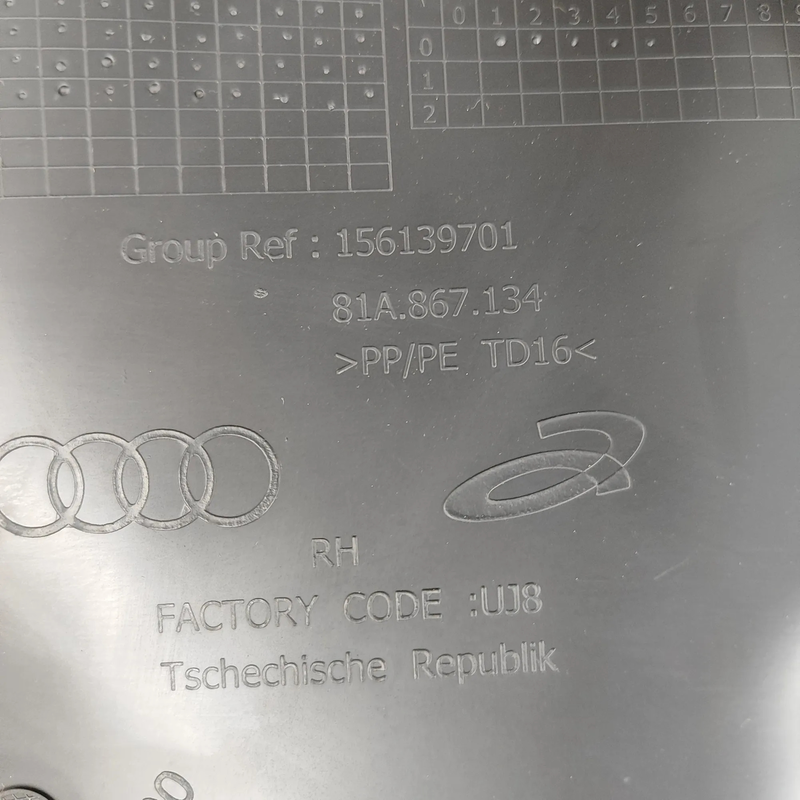 0 1 2 3 4 5 6 7 8 9
0
1
2
Group Ref : 156139701
81A.867.134
>PP/PE TD16<
RH
FACTORY CODE :UJ8
Tschechische Republik